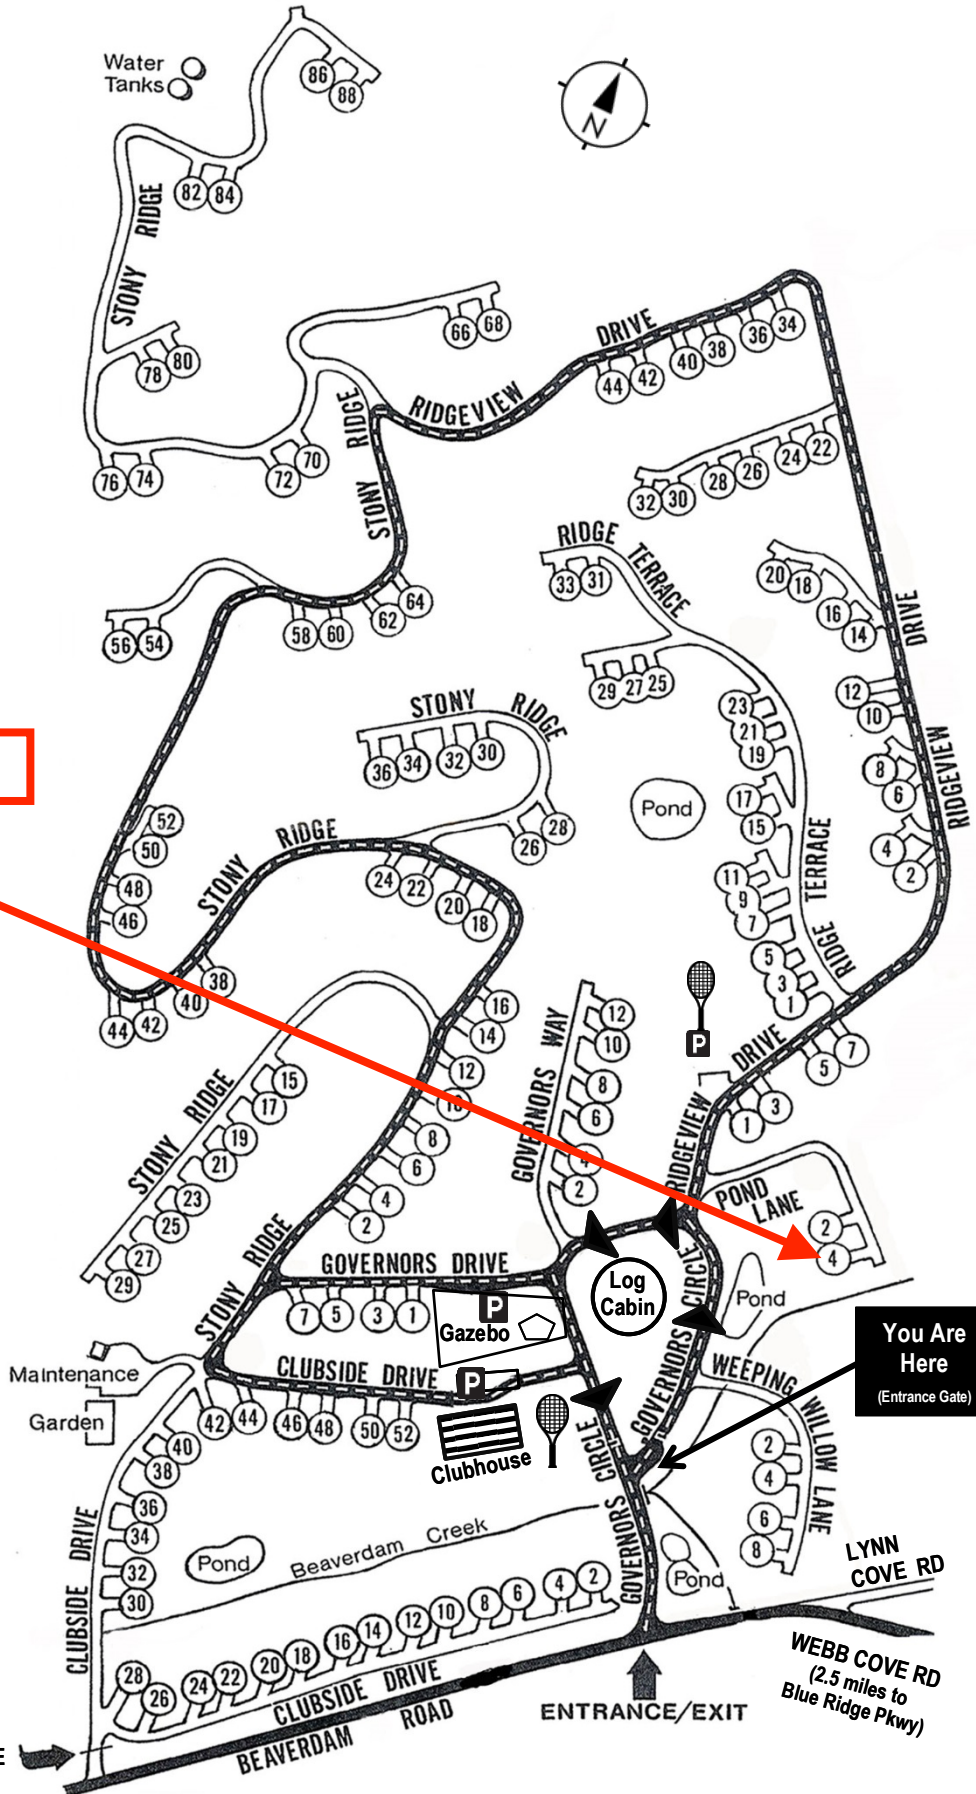 Water
Tanks
86
88
N
82
84
STONY RIDGE
66
68
DRIVE
34
36
38
40
42
44
78
80
RIDGEVIEW
STONY RIDGE
70
72
74
76
22
24
26
28
30
32
RIDGE TERRACE
33
31
20
18
16
14
DRIVE
64
62
60
58
56
54
29
27
25
STONY RIDGE
36
34
32
30
23
21
19
12
10
RIDGEVIEW
8
6
Pond
17
15
4
2
52
50
48
46
STONY RIDGE
28
26
24
22
20
18
11
9
7
5
3
1
RIDGE TERRACE
44
42
40
38
16
14
12
10
8
6
4
2
GOVERNORS WAY
12
10
8
6
4
2
P
RIDGEVIEW DRIVE
7
5
3
1
STONY RIDGE
15
17
19
21
23
25
27
29
POND
LANE
2
4
STONY RIDGE
GOVERNORS DRIVE
7
5
3
1
P
Gazebo
Log
Cabin
GOVERNORS CIRCLE
Pond
You Are
Here
(Entrance Gate)
Maintenance
Garden
CLUBSIDE DRIVE
P
42
44
46
48
50
52
Clubhouse
WEEPING WILLOW LANE
2
4
6
8
GOVERNORS CIRCLE
40
38
36
34
32
30
CLUBSIDE DRIVE
Pond
Beaverdam Creek
Pond
LYNN
COVE RD
28
26
24
22
20
18
16
14
12
10
8
6
4
2
CLUBSIDE DRIVE
BEAVERDAM ROAD
ENTRANCE/EXIT
WEBB COVE RD
(2.5 miles to
Blue Ridge Pkwy)
E